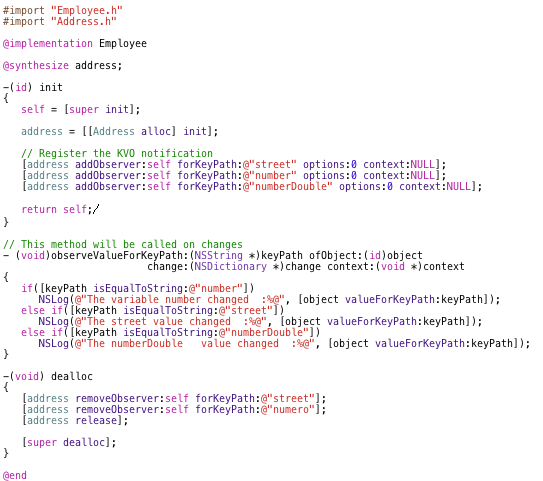 #import "Employee.h"
#import "Address.h"
@implementation Employee
@synthesize address;
-(id) init
{
self = [super init];
address = [[Address alloc] init];
// Register the KVO notification
[address addObserver:self forKeyPath:@"street" options:0 context:NULL];
[address addObserver:self forKeyPath:@"number" options:0 context:NULL];
[address addObserver:self forKeyPath:@"numberDouble" options:0 context:NULL];
return self;/
}
// This method will be called on changes
- (void)observeValueForKeyPath:(NSString *)keyPath ofObject:(id)object
change:(NSDictionary *)change context:(void *)context
{
if([keyPath isEqualToString:@"number"])
NSLog(@"The variable number changed  :%@", [object valueForKeyPath:keyPath]);
else if([keyPath isEqualToString:@"street"])
NSLog(@"The street value changed  :%@", [object valueForKeyPath:keyPath]);
else if([keyPath isEqualToString:@"numberDouble"])
NSLog(@"The numberDouble   value changed  :%@", [object valueForKeyPath:keyPath]);
}
-(void) dealloc
{
[address removeObserver:self forKeyPath:@"street"];
[address removeObserver:self forKeyPath:@"numero"];
[address release];
[super dealloc];
}
@end